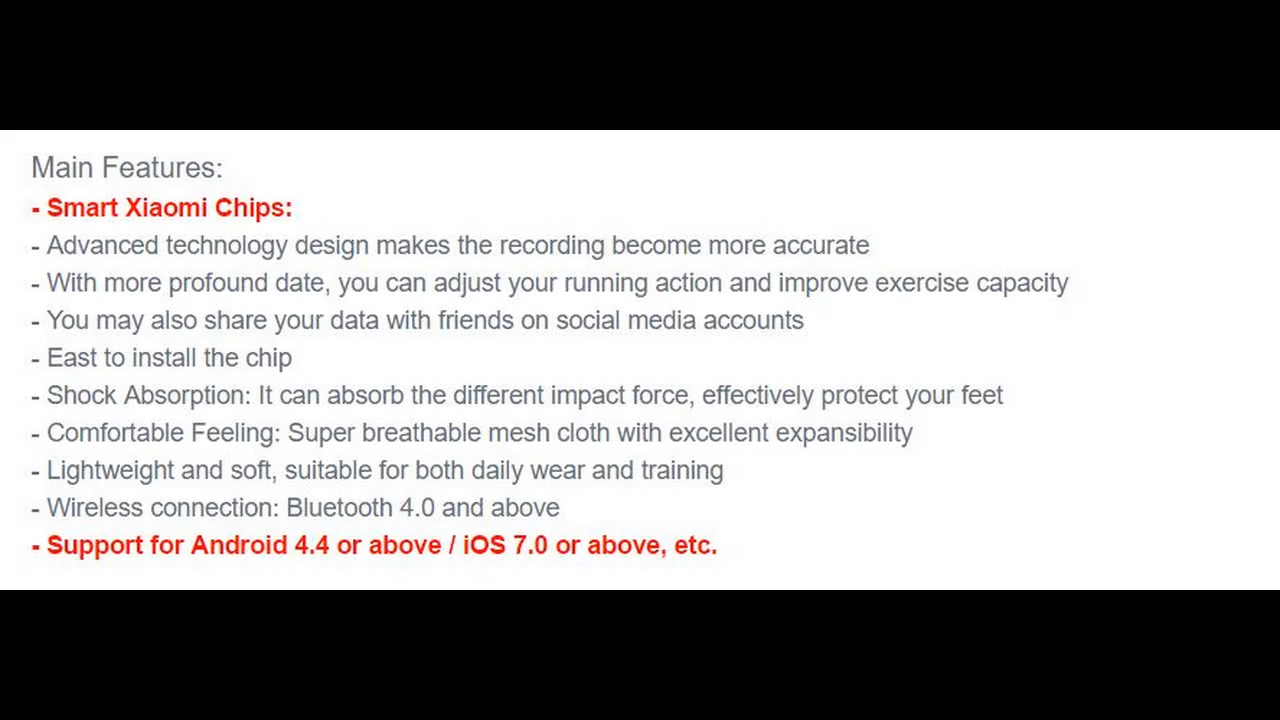 Main Features:
- Smart Xiaomi Chips:
- Advanced technology design makes the recording become more accurate
- With more profound date, you can adjust your running action and improve exercise capacity
- You may also share your data with friends on social media accounts
- East to install the chip
- Shock Absorption: It can absorb the different impact force, effectively protect your feet
- Comfortable Feeling: Super breathable mesh cloth with excellent expansibility
- Lightweight and soft, suitable for both daily wear and training
- Wireless connection: Bluetooth 4.0 and above
- Support for Android 4.4 or above / iOS 7.0 or above, etc.